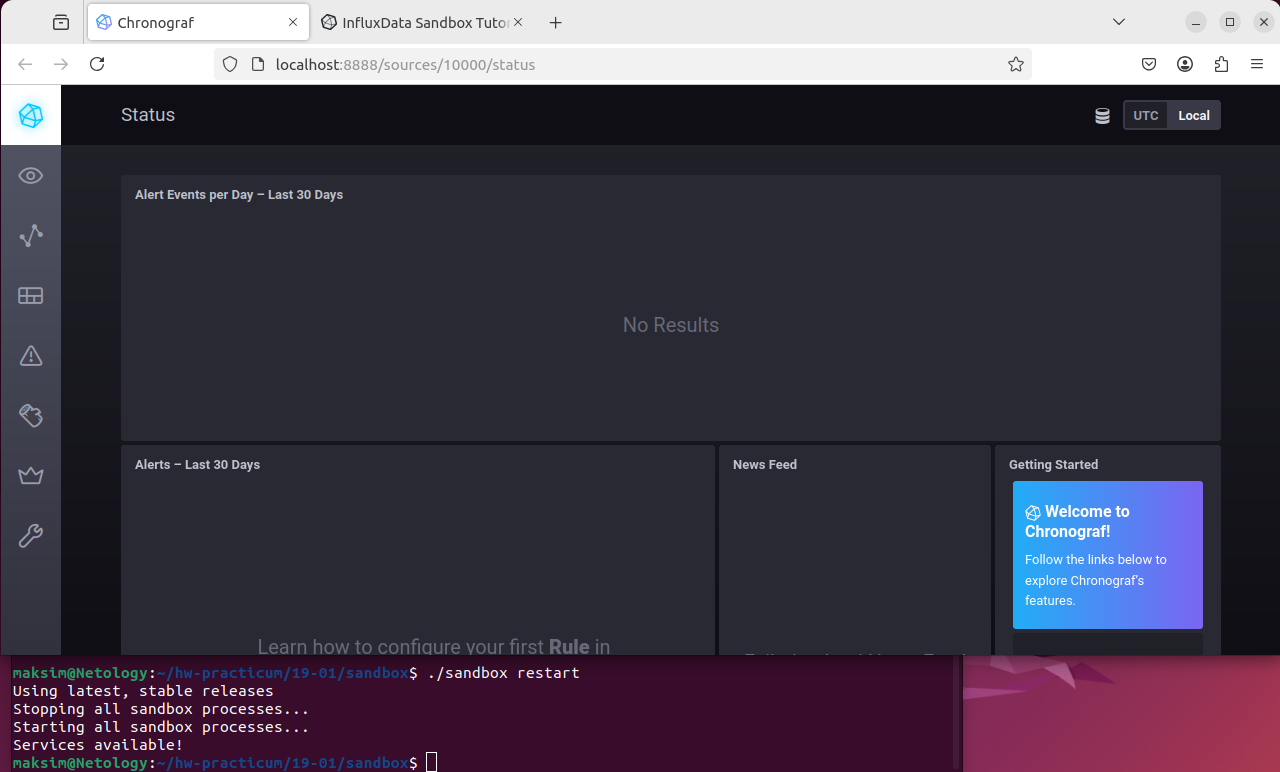 Chronograf
InfluxData Sandbox Tutor
localhost:8888/sources/10000/status
Status
UTC
Local
Alert Events per Day – Last 30 Days
No Results
Alerts – Last 30 Days
Learn how to configure your first Rule in
News Feed
Getting Started
Welcome to
Chronograf!
Follow the links below to
explore Chronograf's
features.
maksim@Netology:~/hw-practicum/19-01/sandbox$ ./sandbox restart
Using latest, stable releases
Stopping all sandbox processes...
Starting all sandbox processes...
Services available!
maksim@Netology:~/hw-practicum/19-01/sandbox$